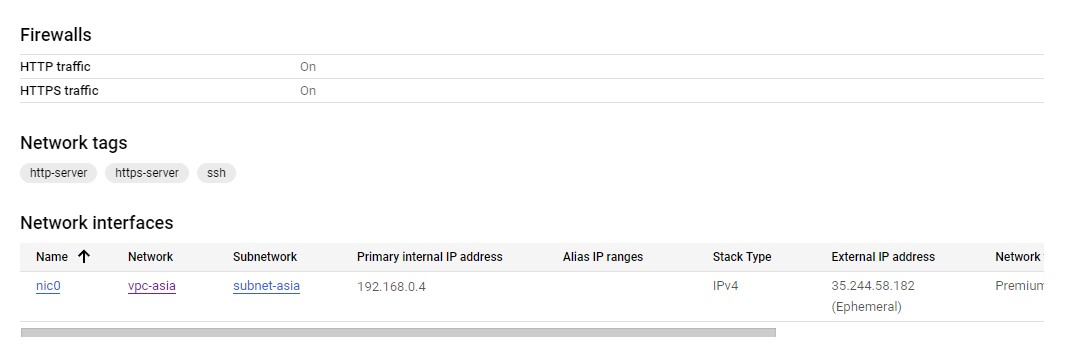 Firewalls
HTTP traffic On
HTTPS traffic On
Network tags
http-server https-server ssh
Network interfaces
Name Network Subnetwork Primary internal IP address Alias IP ranges Stack Type External IP address Network
nic0 vpc-asia subnet-asia 192.168.0.4 IPv4 35.244.58.182 Premium
(Ephemeral)